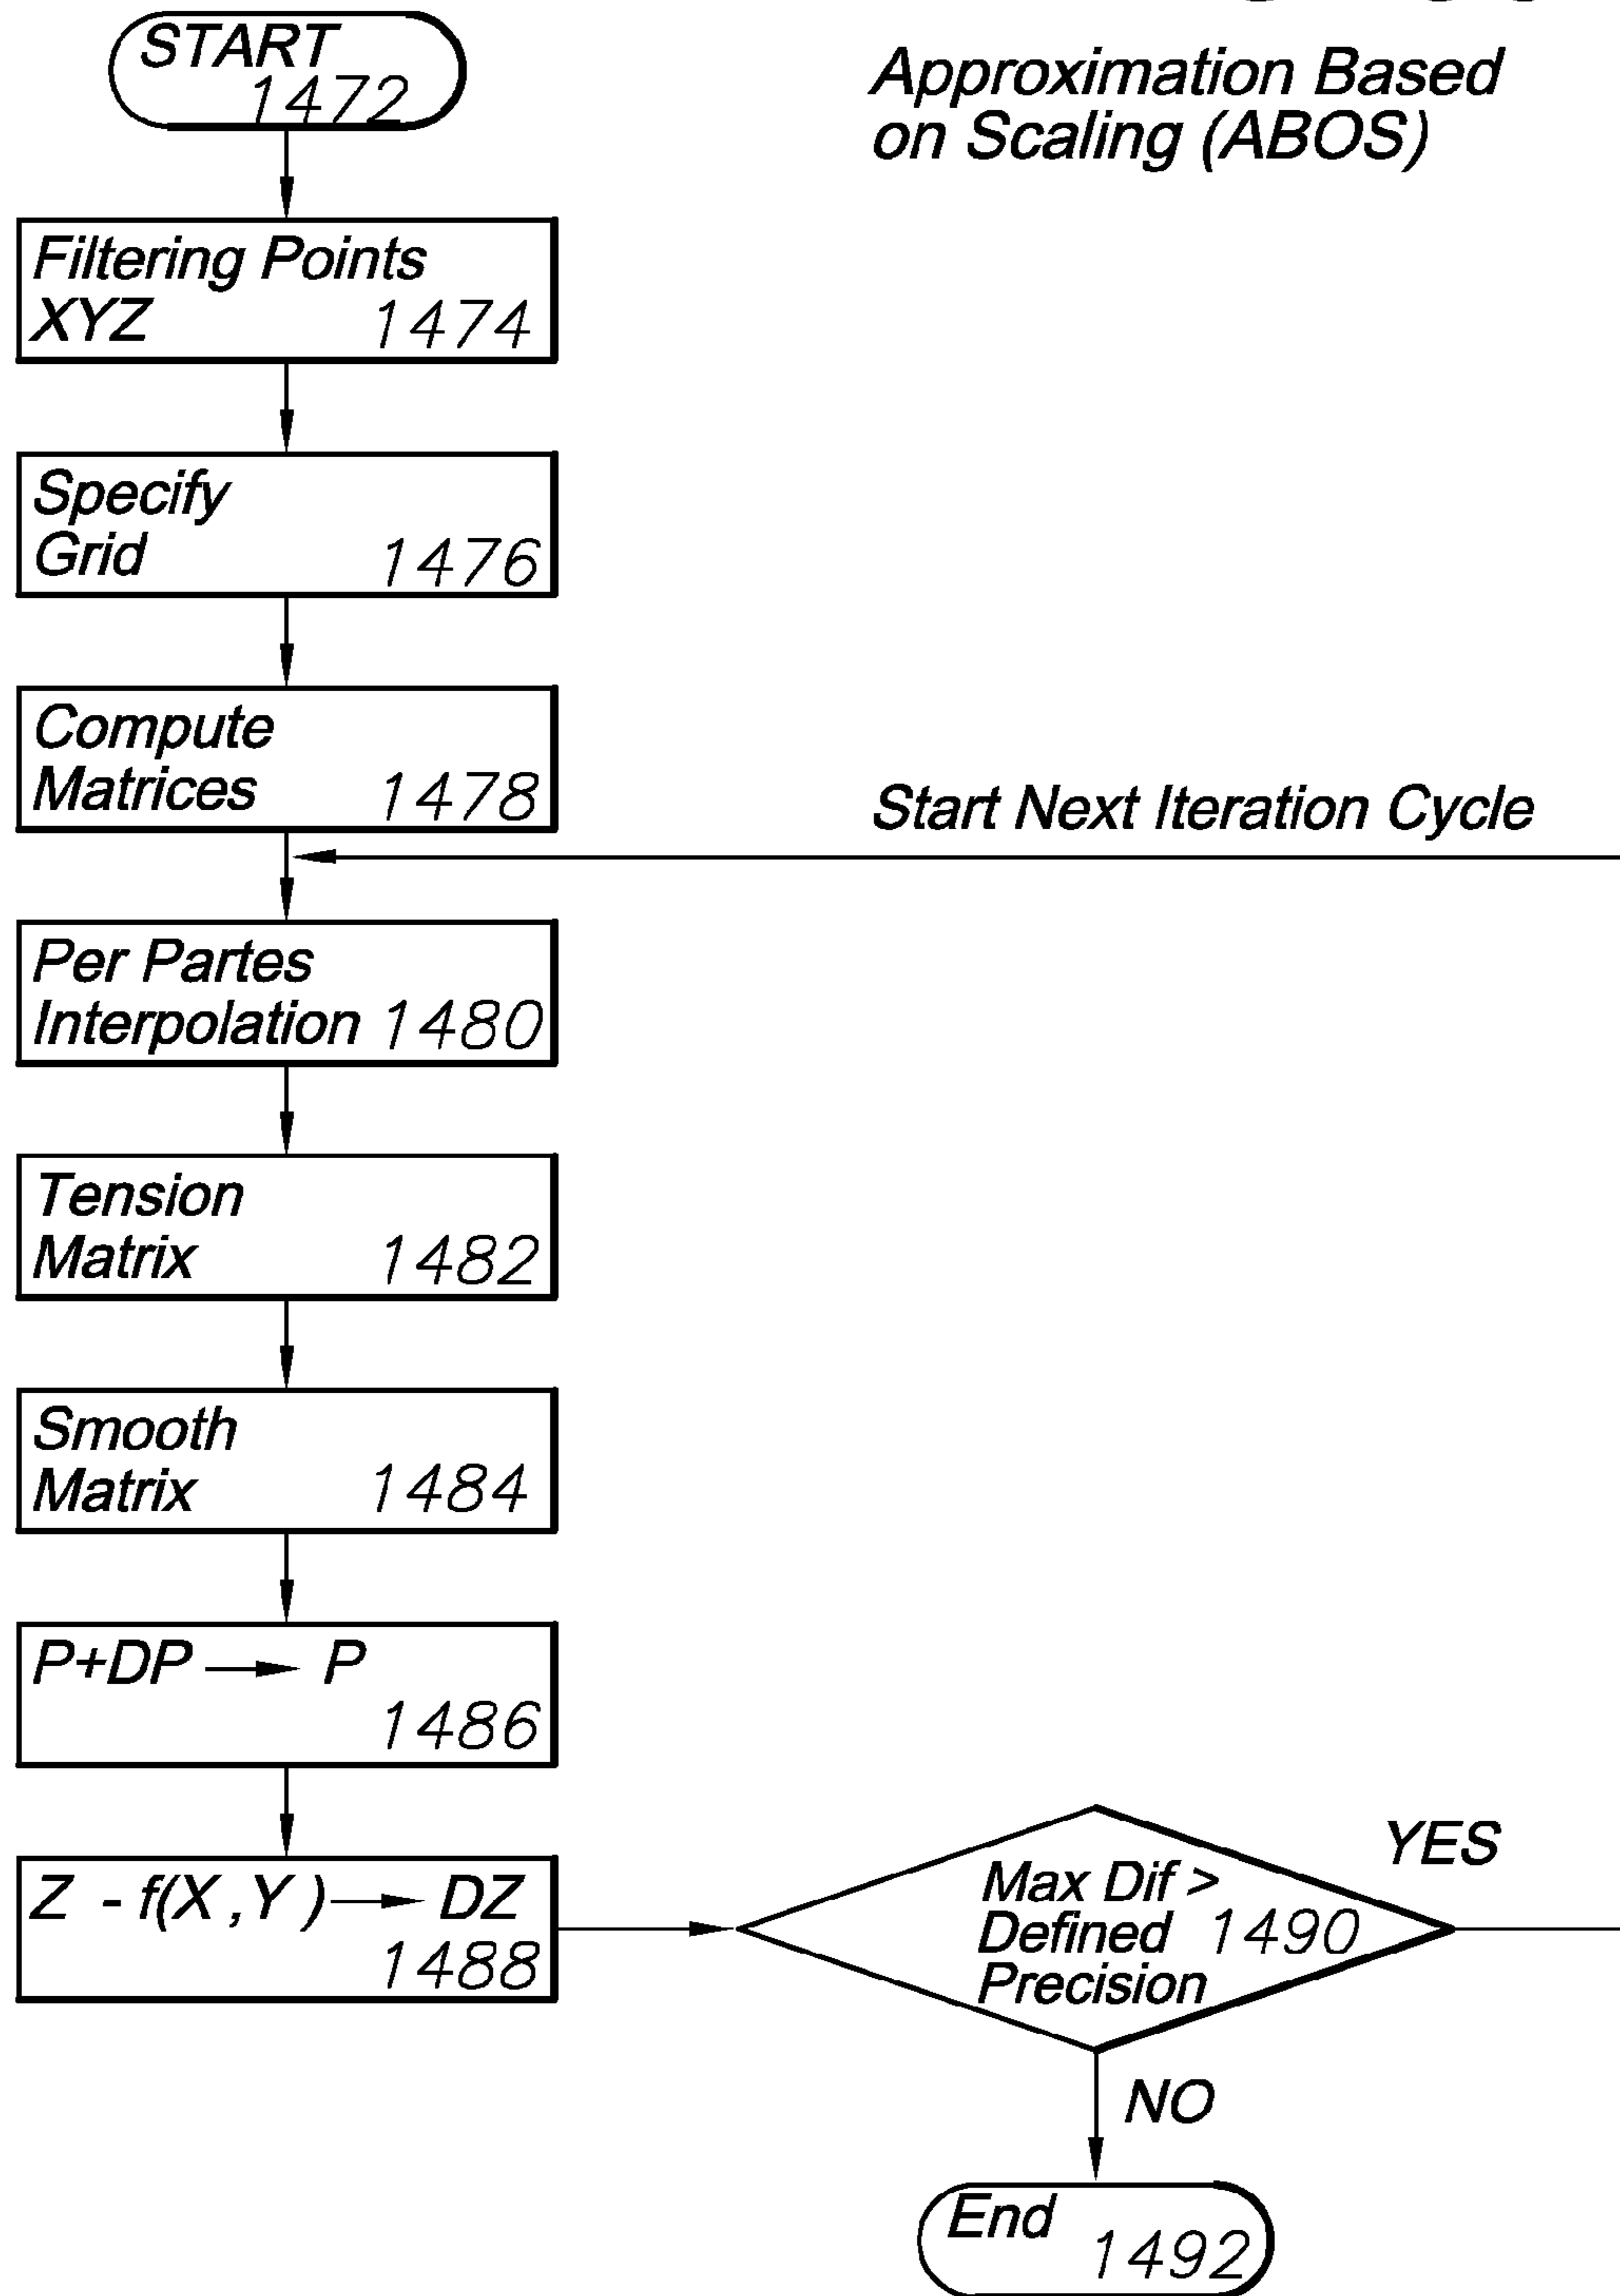 START
1472
Approximation Based
on Scaling (ABOS)
Filtering Points
XYZ 1474
Specify
Grid 1476
Compute
Matrices 1478
Start Next Iteration Cycle
Per Partes
Interpolation 1480
Tension
Matrix 1482
Smooth
Matrix 1484
P+DP → P
1486
Z - f(X,Y) → DZ
1488
YES
Max Dif >
Defined 1490
Precision
NO
End 1492